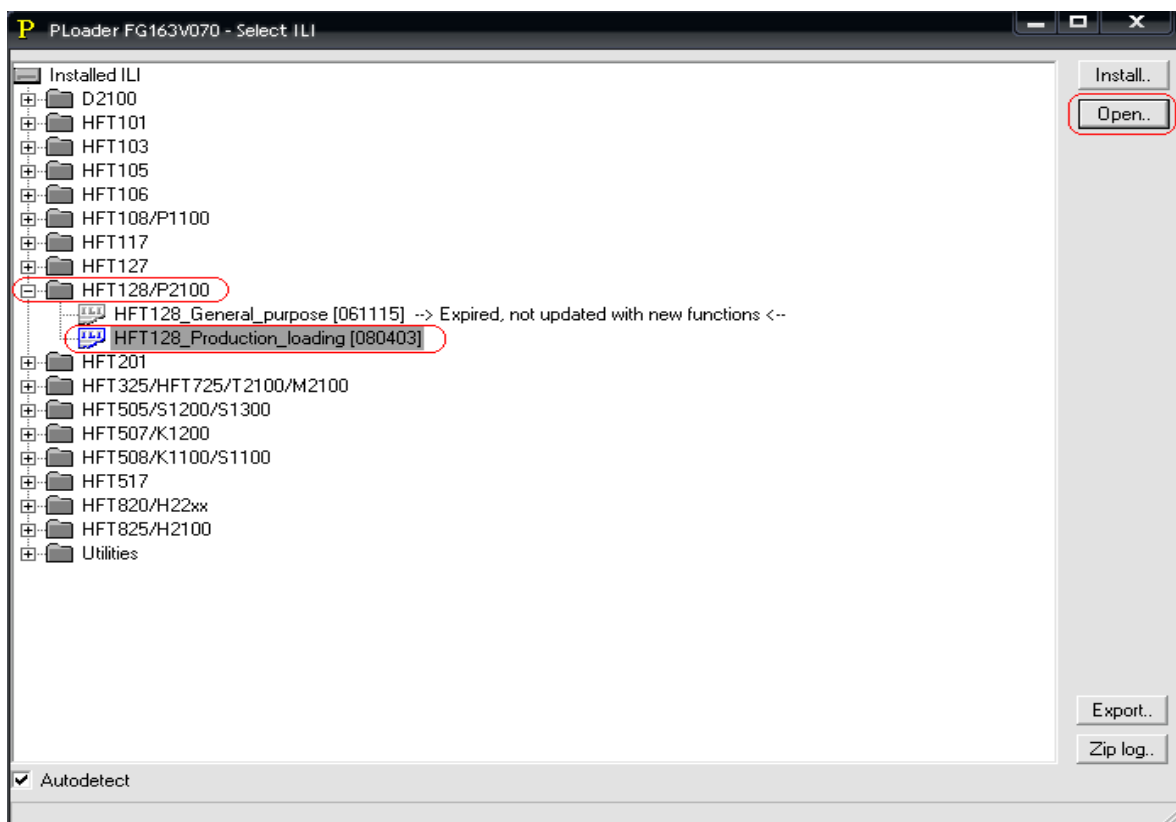 P PLoader FG163V070 - Select ILI
Installed ILI
Install..
D2100
Open..
HFT101
HFT103
HFT105
HFT106
HFT108/P1100
HFT117
HFT127
HFT128/P2100
HFT128_General_purpose [061115] --> Expired, not updated with new functions <--
HFT128_Production_loading [080403]
HFT201
HFT325/HFT725/T2100/M2100
HFT505/S1200/S1300
HFT507/K1200
HFT508/K1100/S1100
HFT517
HFT820/H22xx
HFT825/H2100
Utilities
Export..
Zip log..
Autodetect